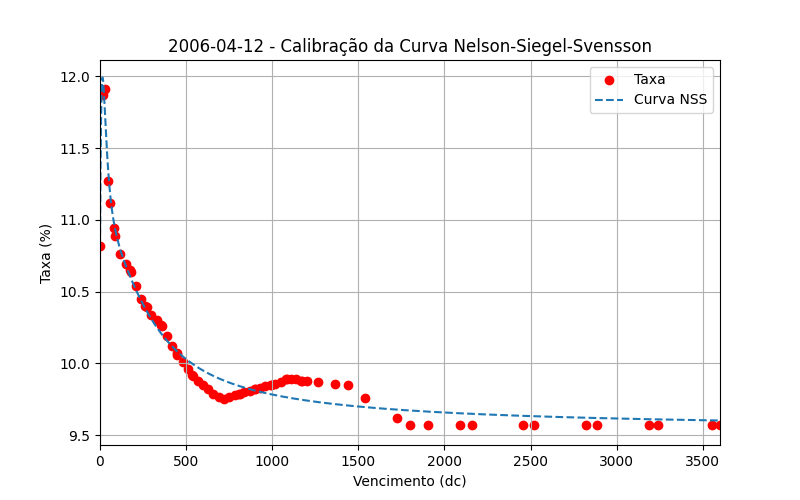 2006-04-12 - Calibração da Curva Nelson-Siegel-Svensson
Taxa
Curva NSS
12.0
11.5
11.0
10.5
10.0
9.5
Taxa (%)
0 500 1000 1500 2000 2500 3000 3500
Vencimento (dc)